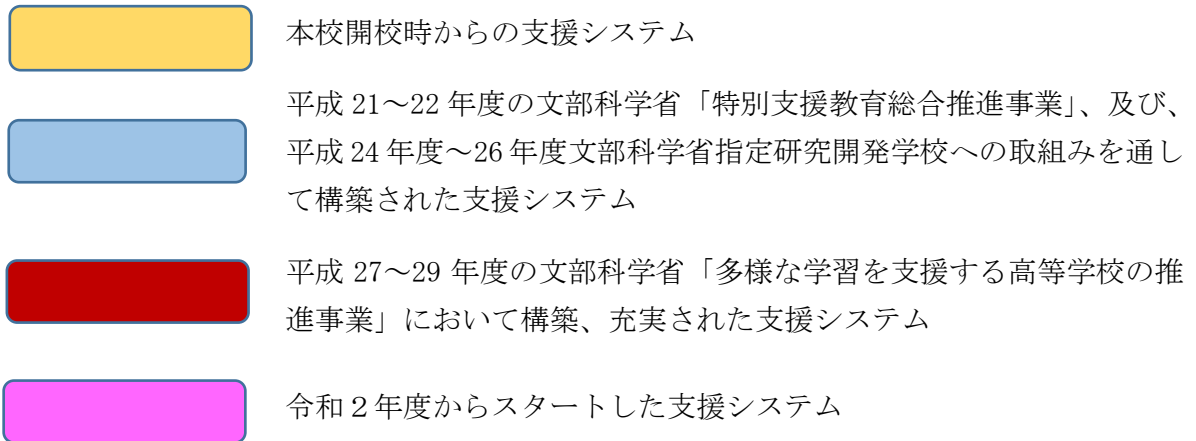 本校開校時からの支援システム
平成 21～22 年度の文部科学省「特別支援教育総合推進事業」、及び、
平成 24 年度～26 年度文部科学省指定研究開発学校への取組みを通し
て構築された支援システム
平成 27～29 年度の文部科学省「多様な学習を支援する高等学校の推
進事業」において構築、充実された支援システム
令和２年度からスタートした支援システム